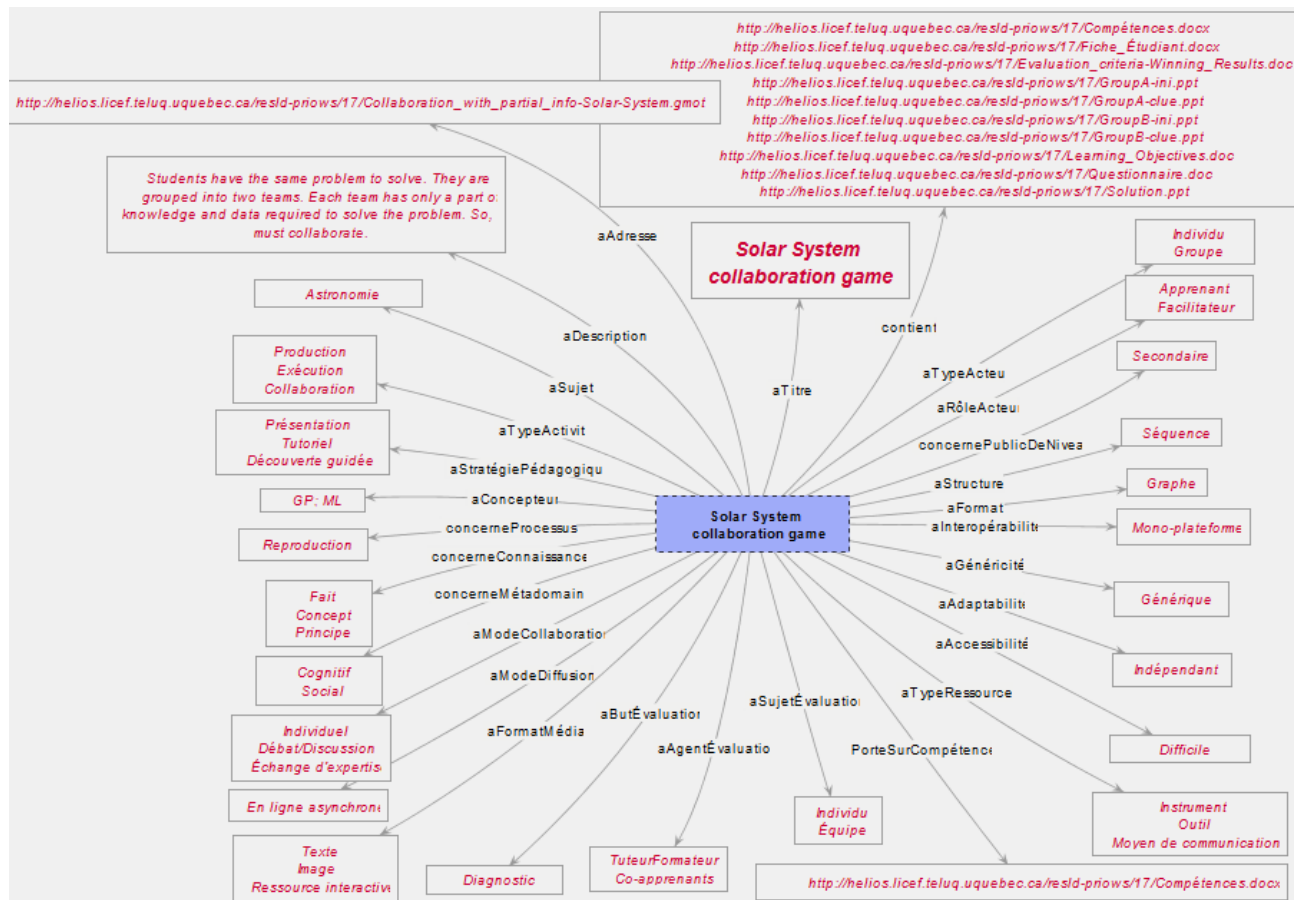 http://helios.licef.teluq.uquebec.ca/resld-priows/17/Compétences.docx
http://helios.licef.teluq.uquebec.ca/resld-priows/17/Fiche_Étudiant.docx
http://helios.licef.teluq.uquebec.ca/resld-priows/17/Evaluation_criteria-Winning_Results.doc
http://helios.licef.teluq.uquebec.ca/resld-priows/17/GroupA-ini.ppt
http://helios.licef.teluq.uquebec.ca/resld-priows/17/GroupA-clue.ppt
http://helios.licef.teluq.uquebec.ca/resld-priows/17/GroupB-ini.ppt
http://helios.licef.teluq.uquebec.ca/resld-priows/17/GroupB-clue.ppt
http://helios.licef.teluq.uquebec.ca/resld-priows/17/Learning_Objectives.doc
http://helios.licef.teluq.uquebec.ca/resld-priows/17/Questionnaire.doc
http://helios.licef.teluq.uquebec.ca/resld-priows/17/Solution.ppt
http://helios.licef.teluq.uquebec.ca/resld-priows/17/Collaboration_with_partial_info-Solar-System.gmot
Students have the same problem to solve. They are
grouped into two teams. Each team has only a part of
knowledge and data required to solve the problem. So,
must collaborate.
aAdresse
Solar System
collaboration game
Individu
Groupe
Apprenant
Facilitateur
Astronomie
aDescription
contient
Production
Exécution
Collaboration
Secondaire
aSujet
aTitre
aTypeActeu
aRôleActeu
Présentation
Tutoriel
Découverte guidée
aTypeActivit
concernePublicDeNivea
Séquence
aStratégiePédagogiqu
aStructure
Graphe
GP: ML
aConcepteur
aFormat
Solar System
collaboration game
Reproduction
concerneProcessus
aInteropérabilité
Mono-plateforme
concerneConnaissance
aGénéricité
Fait
Concept
Principe
concerneMétadomain
aAdaptabilité
Générique
aModeCollaboration
aAccessibilité
Cognitif
Social
aModeDiffusion
aTypeRessource
Indépendant
Individuel
Débat/Discussion
Échange d'expertise
aFormatMédia
aButÉvaluation
aSujetÉvaluation
aAgentÉvaluatio
PorteSurCompétence
Difficile
En ligne asynchrone
Individu
Équipe
Instrument
Outil
Moyen de communication
Texte
Image
Ressource interactive
Diagnostic
TuteurFormateur
Co-apprenants
http://helios.licef.teluq.uquebec.ca/resld-priows/17/Compétences.docx